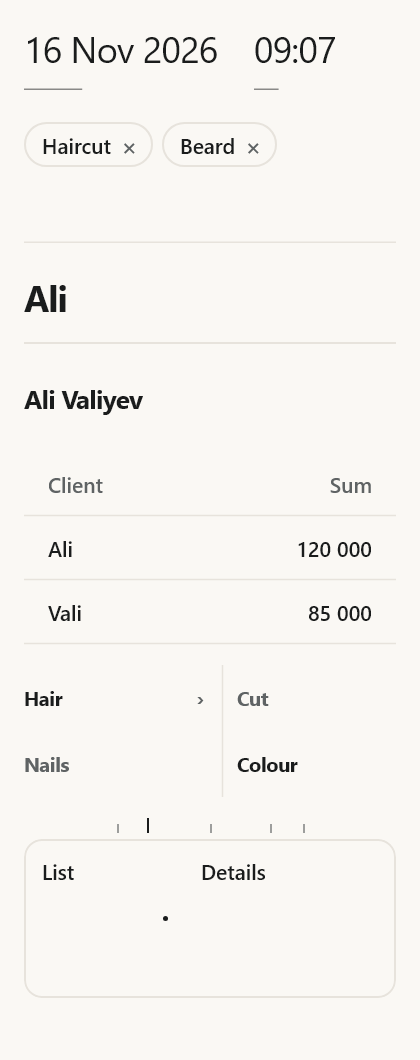 16 Nov 2026 09:07
Haircut × Beard ×
Ali
Ali Valiyev
Client Sum
Ali 120 000
Vali 85 000
Hair › Cut
Nails Colour
List Details